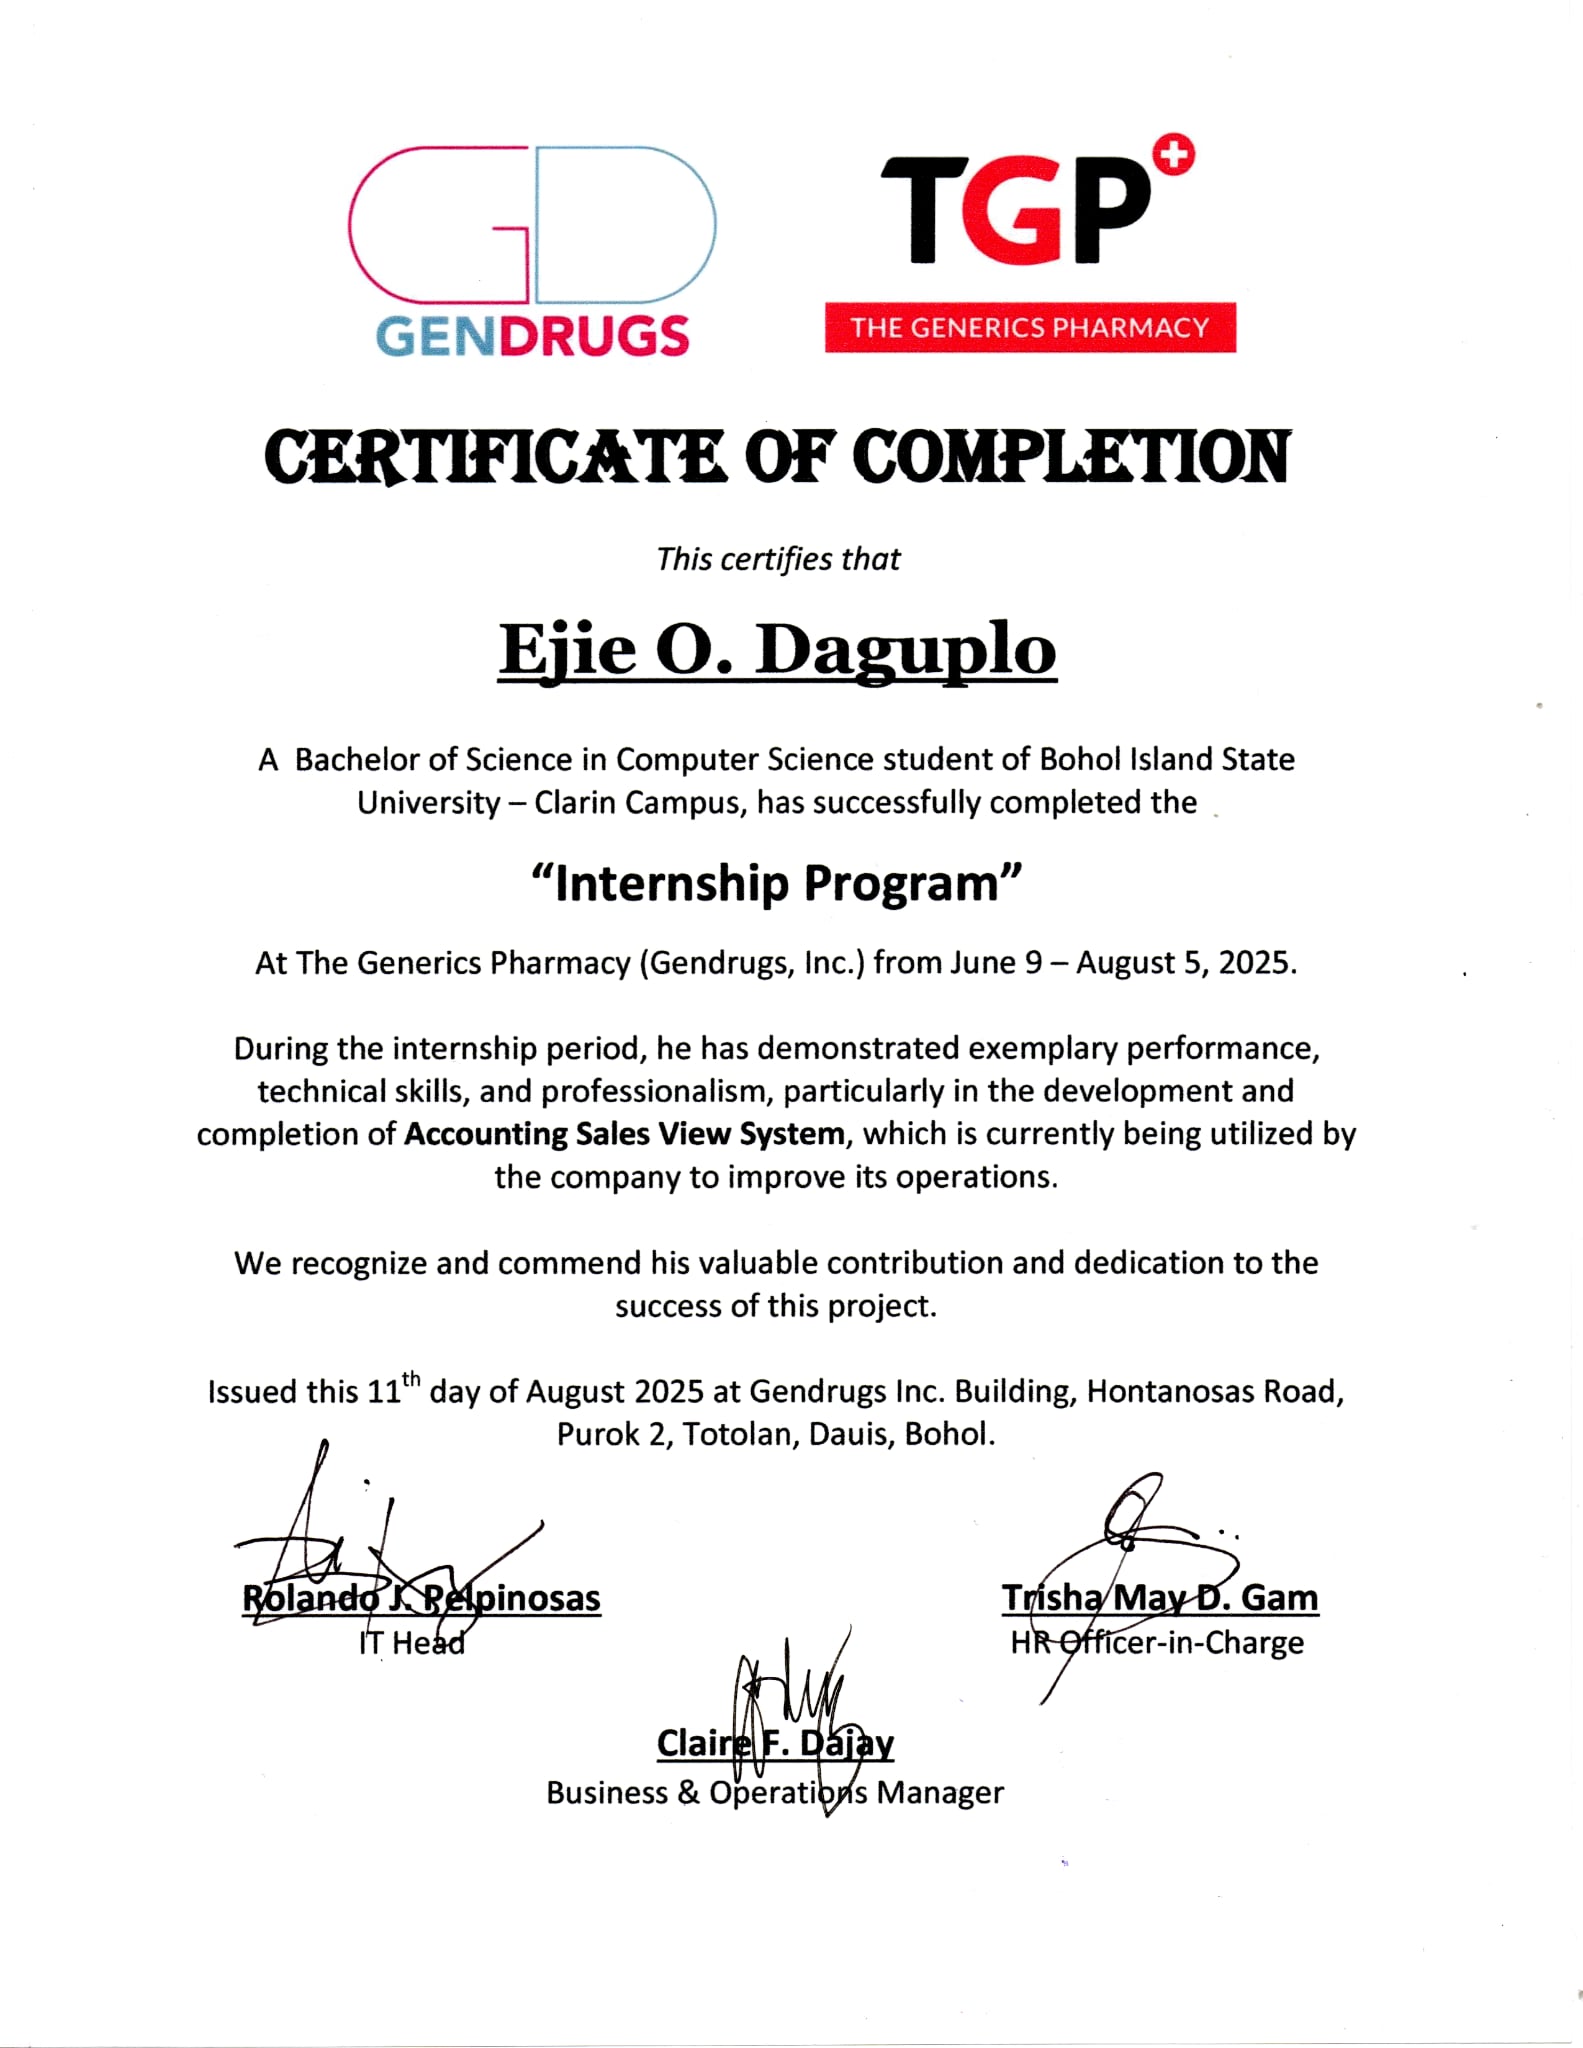 GD
GENDRUGS
TGP
THE GENERICS PHARMACY
CERTIFICATE OF COMPLETION
This certifies that
Ejie O. Daguplo
A Bachelor of Science in Computer Science student of Bohol Island State
University – Clarin Campus, has successfully completed the
“Internship Program”
At The Generics Pharmacy (Gendrugs, Inc.) from June 9 – August 5, 2025.
During the internship period, he has demonstrated exemplary performance,
technical skills, and professionalism, particularly in the development and
completion of Accounting Sales View System, which is currently being utilized by
the company to improve its operations.
We recognize and commend his valuable contribution and dedication to the
success of this project.
Issued this 11th day of August 2025 at Gendrugs Inc. Building, Hontanosas Road,
Purok 2, Totolan, Dauis, Bohol.
Rolando J. Relpinosas
IT Head
Trisha May D. Gam
HR Officer-in-Charge
Claire F. Dajay
Business & Operations Manager